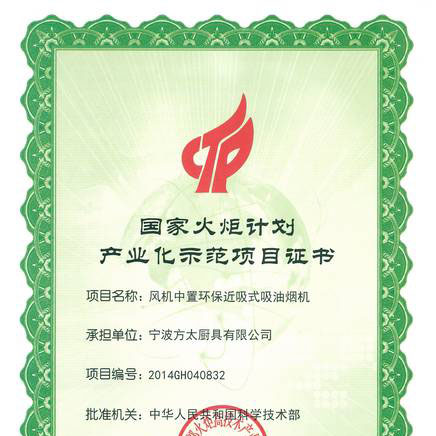 国家火炬计划
产业化示范项目证书
项目名称：风机中置环保近吸式吸油烟机
承担单位：宁波方太厨具有限公司
项目编号：2014GH040832
批准机关：中华人民共和国科学技术部